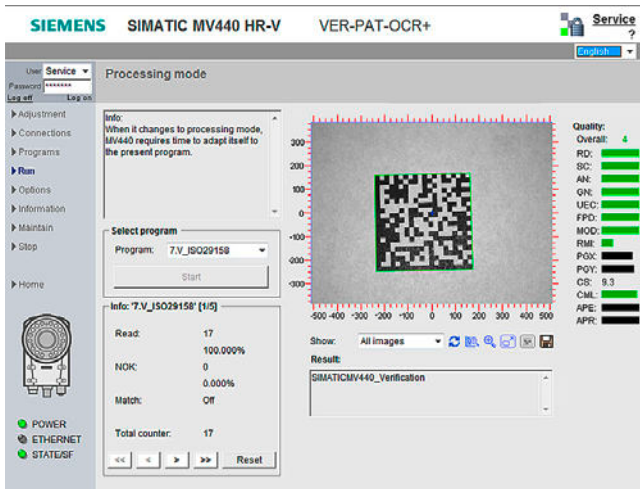 SIEMENS SIMATIC MV440 HR-V VER-PAT-OCR+ Service
?
English
User Service
Password *******
Log off Log on
Processing mode
Adjustment
Connections
Programs
Run
Options
Information
Maintain
Stop
Home
POWER
ETHERNET
STATE/SF
Info:
When it changes to processing mode,
MV440 requires time to adapt itself to
the present program.
Select program
Program: 7.V_ISO29158
Start
Info: '7.V_ISO29158' [1/5]
Read: 17
100.000%
NOK: 0
0.000%
Match: Off
Total counter: 17
<< < > >> Reset
300
200
100
0
-100
-200
-300
-500 -400 -300 -200 -100 0 100 200 300 400 500
Show: All images
Result:
SIMATICMV440_Verification
Quality:
Overall: 4
RD:
SC:
AN:
GN:
UEC:
FPD:
MOD:
RMI:
PGX:
PGY:
CS: 9.3
CML:
APE:
APR: